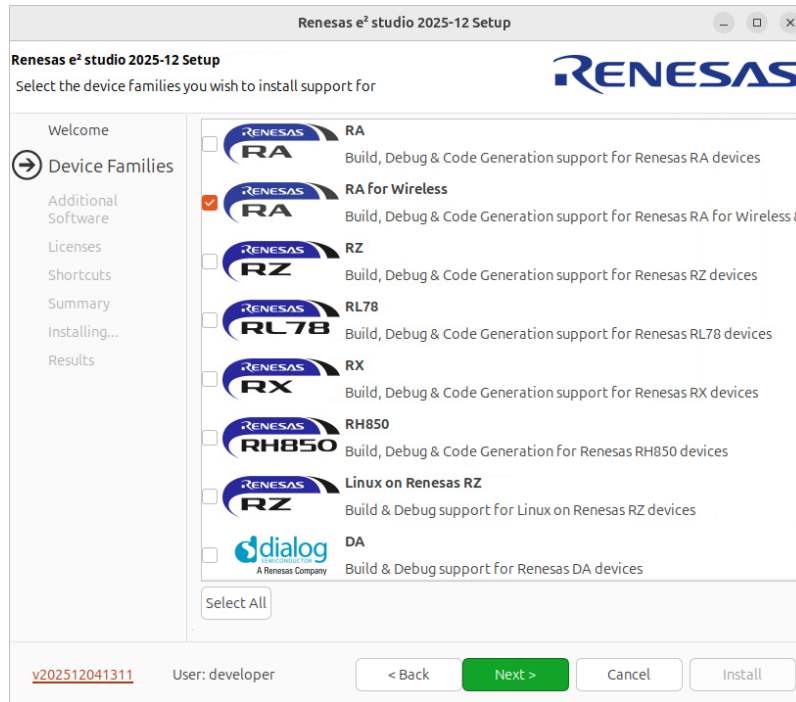 Renesas e² studio 2025-12 Setup
Renesas e² studio 2025-12 Setup
Select the device families you wish to install support for
RENESAS
Welcome
Device Families
Additional
Software
Licenses
Shortcuts
Summary
Installing...
Results
RENESAS
RA
RA
Build, Debug & Code Generation support for Renesas RA devices
RENESAS
RA
RA for Wireless
Build, Debug & Code Generation support for Renesas RA for Wireless &
RENESAS
RZ
RZ
Build, Debug & Code Generation support for Renesas RZ devices
RENESAS
RL78
RL78
Build, Debug & Code Generation support for Renesas RL78 devices
RENESAS
RX
RX
Build, Debug & Code Generation support for Renesas RX devices
RENESAS
RH850
RH850
Build, Debug & Code Generation for Renesas RH850 devices
RENESAS
RZ
Linux on Renesas RZ
Build & Debug support for Linux on Renesas RZ devices
dialog
SEMICONDUCTOR
A Renesas Company
DA
Build & Debug support for Renesas DA devices
Select All
v202512041311
User: developer
< Back
Next >
Cancel
Install